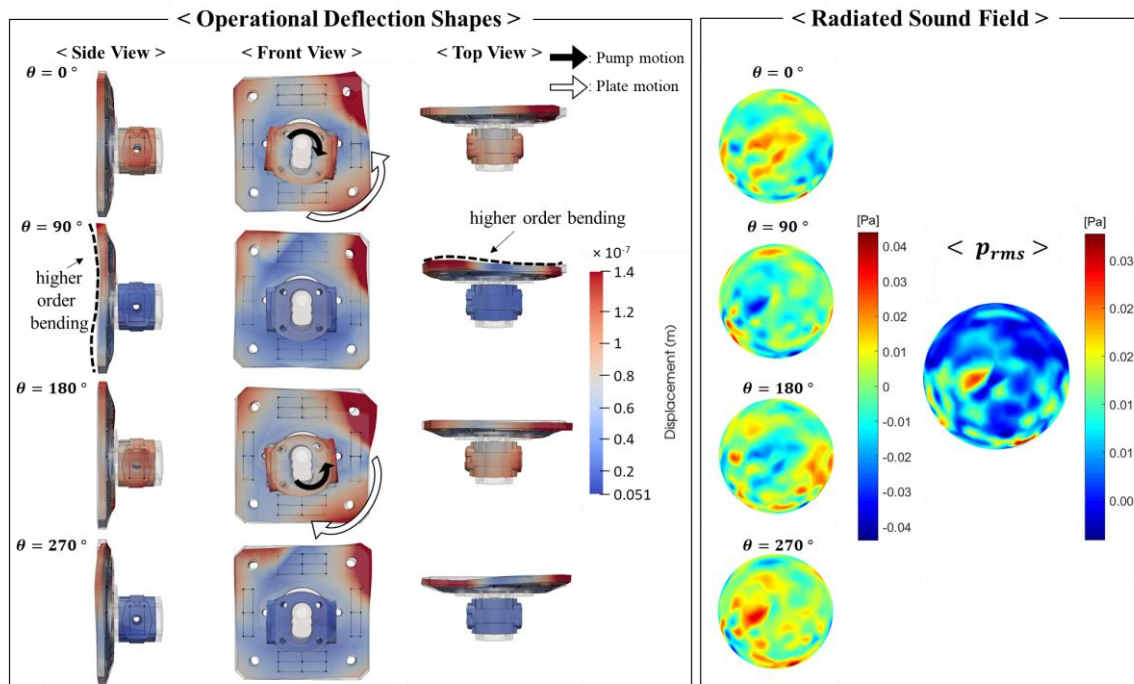 < Operational Deflection Shapes >
< Radiated Sound Field >
< Side View >
< Front View >
< Top View >
: Pump motion
: Plate motion
θ = 0 °
θ = 90 °
higher
order
bending
higher order bending
θ = 180 °
θ = 270 °
× 10⁻⁷
1.4
1.2
1
0.8
0.6
0.4
0.2
0.051
Displacement (m)
θ = 0 °
θ = 90 °
θ = 180 °
θ = 270 °
[Pa]
0.04
0.03
0.02
0.01
0
-0.01
-0.02
-0.03
-0.04
< p_rms >
[Pa]
0.03
0.02
0.01
0.01
0.00